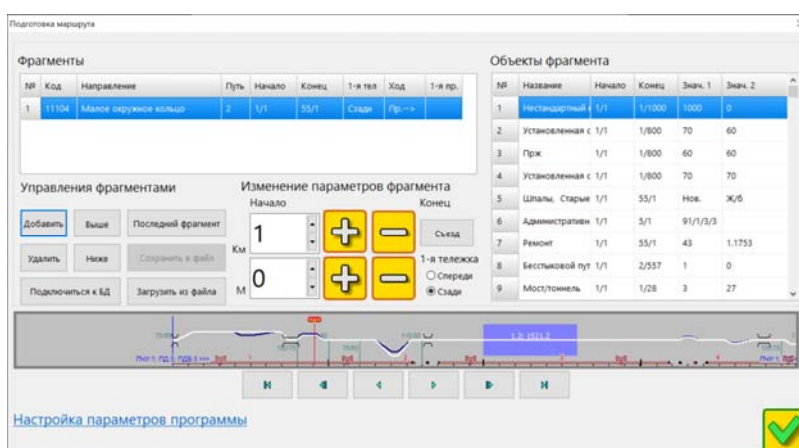 Подготовка маршрута
Фрагменты
№ Код Направление Путь Начало Конец 1-я тел Ход 1-я пр.
1 11104 Малое окружное кольцо 2 1/1 55/1 Сзади Пр.-->
Управления фрагментами
Добавить Выше Последний фрагмент
Удалить Ниже Сохранить в файл
Подключиться к БД Загрузить из файла
Изменение параметров фрагмента
Начало Конец
Км 1 Съезд
М 0
1-я тележка
Спереди
Сзади
Объекты фрагмента
№ Название Начало Конец Знач. 1 Знач. 2
1 Нестандартный 1/1 1/1000 1000 0
2 Установленная с 1/1 1/800 70 60
3 Прж 1/1 1/800 60 60
4 Установленная с 1/1 1/800 70 70
5 Шпалы, Старые 1/1 55/1 Нов. Ж/б
6 Административн 1/1 5/1 91/1/3/3
7 Ремонт 1/1 55/1 43 1.1753
8 Бесстыковой пут 1/1 2/557 1 0
9 Мост/тоннель 1/1 1/28 3 27
1.2; 1521.2
Настройка параметров программы